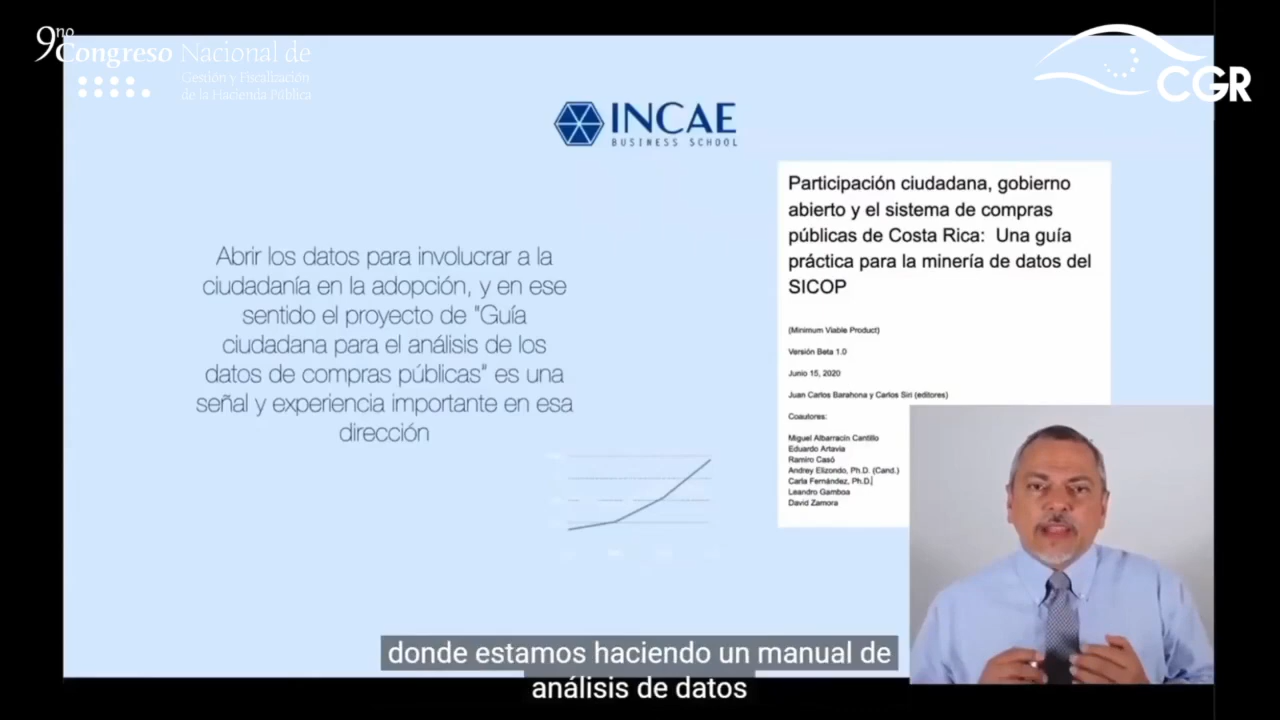 9no
Congreso Nacional de
Gestión y Fiscalización
de la Hacienda Pública
CGR
INCAE
BUSINESS SCHOOL
Participación ciudadana, gobierno
abierto y el sistema de compras
públicas de Costa Rica: Una guía
práctica para la minería de datos del
SICOP
(Minimum Viable Product)
Versión Beta 1.0
Junio 15, 2020
Juan Carlos Barahona y Carlos Siri (editores)
Coautores:
Miguel Albarracín Cantillo
Eduardo Artavia
Ramiro Casó
Andrey Elizondo, Ph.D. (Cand.)
Carla Fernández, Ph.D.
Leandro Gamboa
David Zamora
Abrir los datos para involucrar a la
ciudadanía en la adopción, y en ese
sentido el proyecto de "Guía
ciudadana para el análisis de los
datos de compras públicas" es una
señal y experiencia importante en esa
dirección
donde estamos haciendo un manual de
análisis de datos